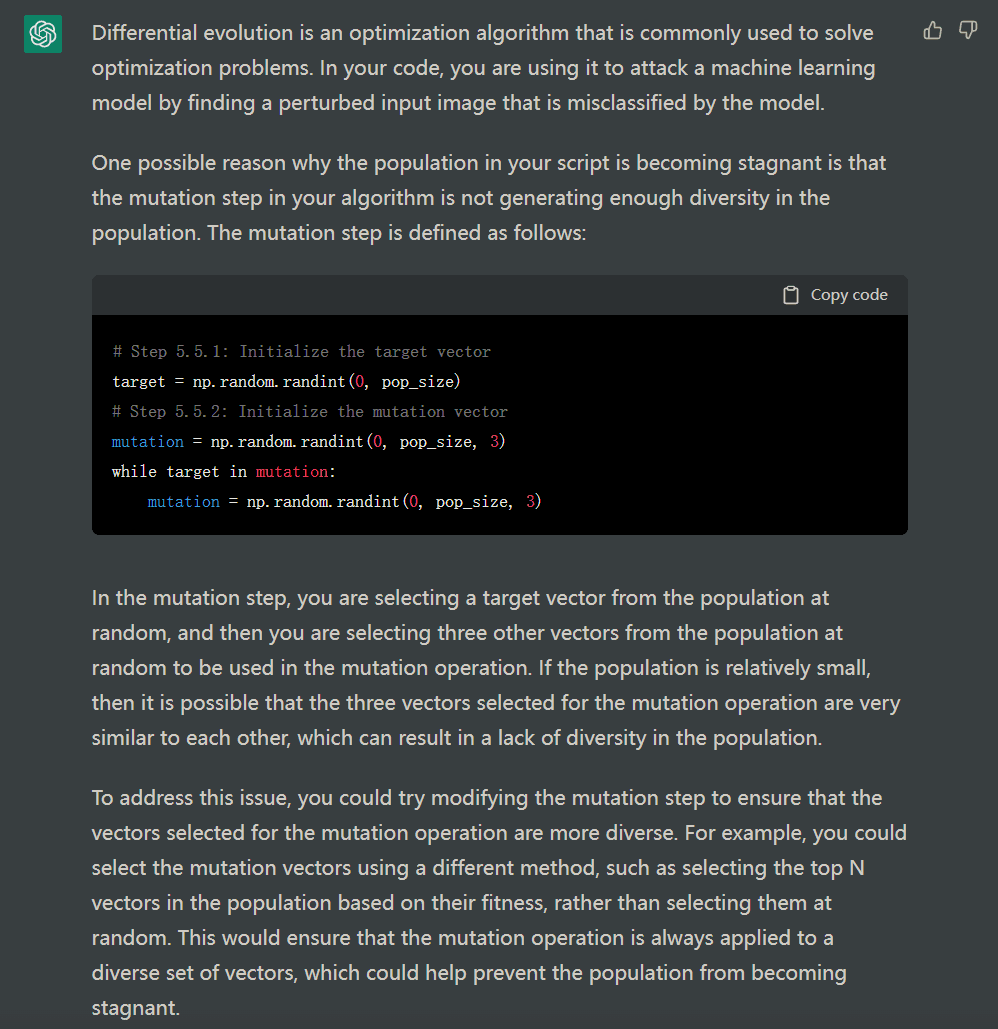 Differential evolution is an optimization algorithm that is commonly used to solve
optimization problems. In your code, you are using it to attack a machine learning
model by finding a perturbed input image that is misclassified by the model.
One possible reason why the population in your script is becoming stagnant is that
the mutation step in your algorithm is not generating enough diversity in the
population. The mutation step is defined as follows:
Copy code
# Step 5.5.1: Initialize the target vector
target = np.random.randint(0, pop_size)
# Step 5.5.2: Initialize the mutation vector
mutation = np.random.randint(0, pop_size, 3)
while target in mutation:
    mutation = np.random.randint(0, pop_size, 3)
In the mutation step, you are selecting a target vector from the population at
random, and then you are selecting three other vectors from the population at
random to be used in the mutation operation. If the population is relatively small,
then it is possible that the three vectors selected for the mutation operation are very
similar to each other, which can result in a lack of diversity in the population.
To address this issue, you could try modifying the mutation step to ensure that the
vectors selected for the mutation operation are more diverse. For example, you could
select the mutation vectors using a different method, such as selecting the top N
vectors in the population based on their fitness, rather than selecting them at
random. This would ensure that the mutation operation is always applied to a
diverse set of vectors, which could help prevent the population from becoming
stagnant.